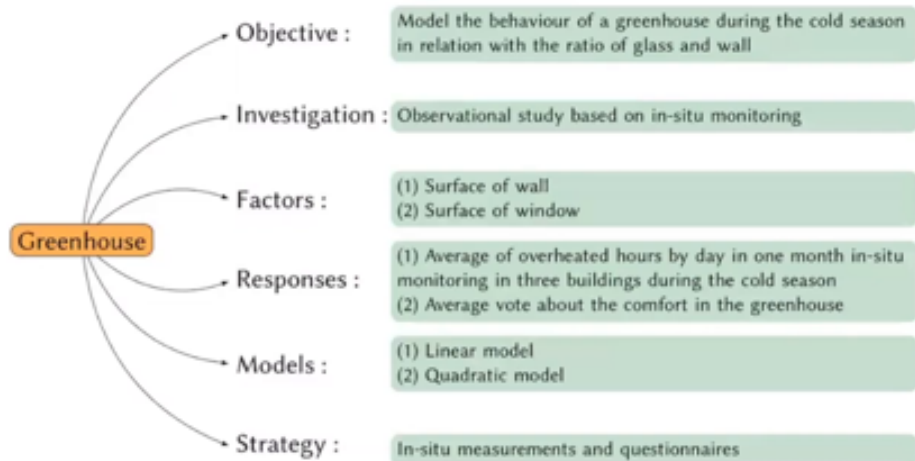 Objective :
Model the behaviour of a greenhouse during the cold season
in relation with the ratio of glass and wall
Investigation :
Observational study based on in-situ monitoring
Factors :
(1) Surface of wall
(2) Surface of window
Greenhouse
Responses :
(1) Average of overheated hours by day in one month in-situ
monitoring in three buildings during the cold season
(2) Average vote about the comfort in the greenhouse
Models :
(1) Linear model
(2) Quadratic model
Strategy :
In-situ measurements and questionnaires